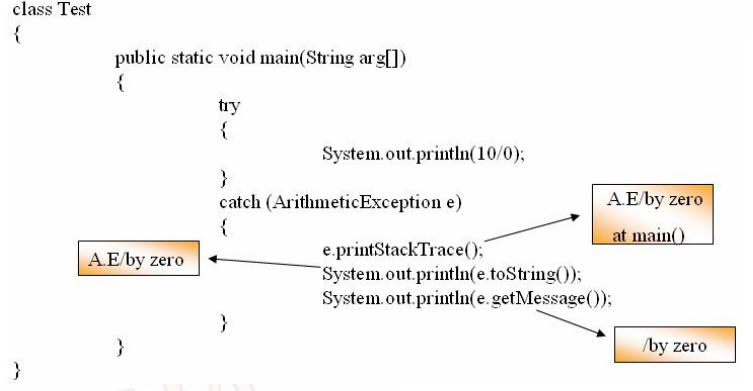 class Test
{
public static void main(String arg[])
{
try
{
System.out.println(10/0);
}
catch (ArithmeticException e)
{
e.printStackTrace();
System.out.println(e.toString());
System.out.println(e.getMessage());
}
}
}
A.E/by zero
at main()
A.E/by zero
/by zero